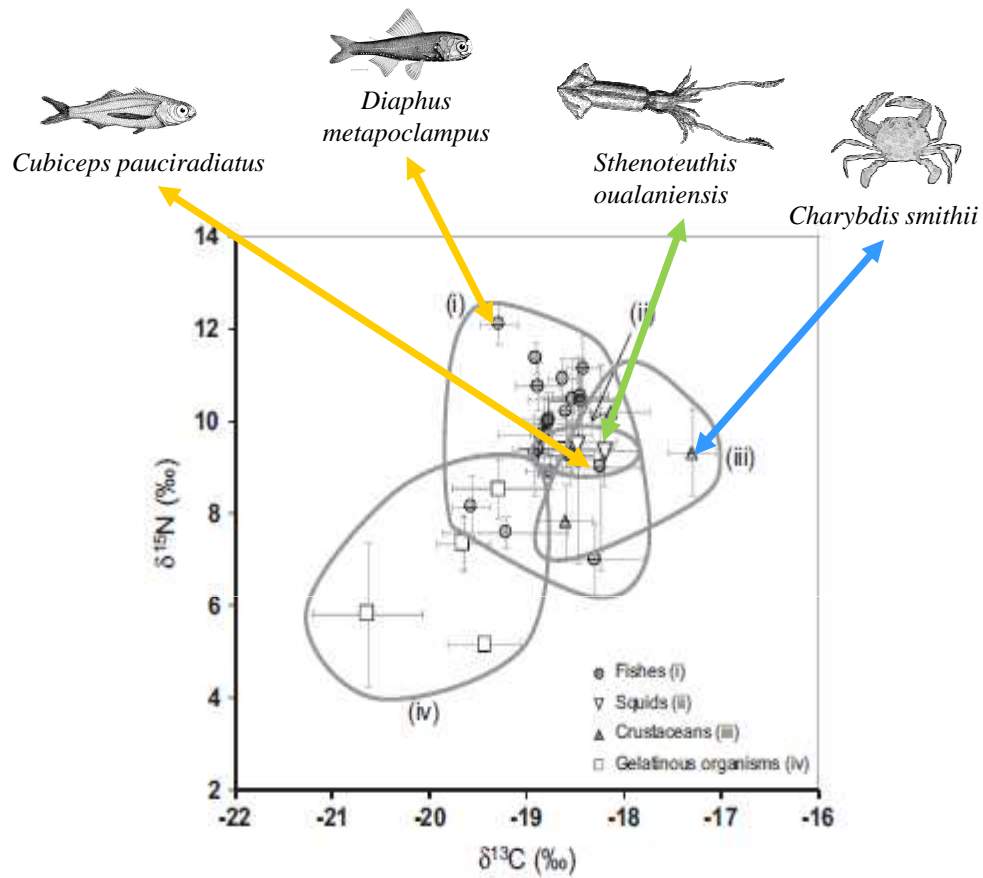 Diaphus
metapoclampus
Cubiceps pauciradiatus
Sthenoteuthis
oualaniensis
Charybdis smithii
14
12
10
8
6
4
2
(i)
(ii)
(iii)
(iv)
δ15N (‰)
Fishes (i)
Squids (ii)
Crustaceans (iii)
Gelatinous organisms (iv)
-22
-21
-20
-19
-18
-17
-16
δ13C (‰)